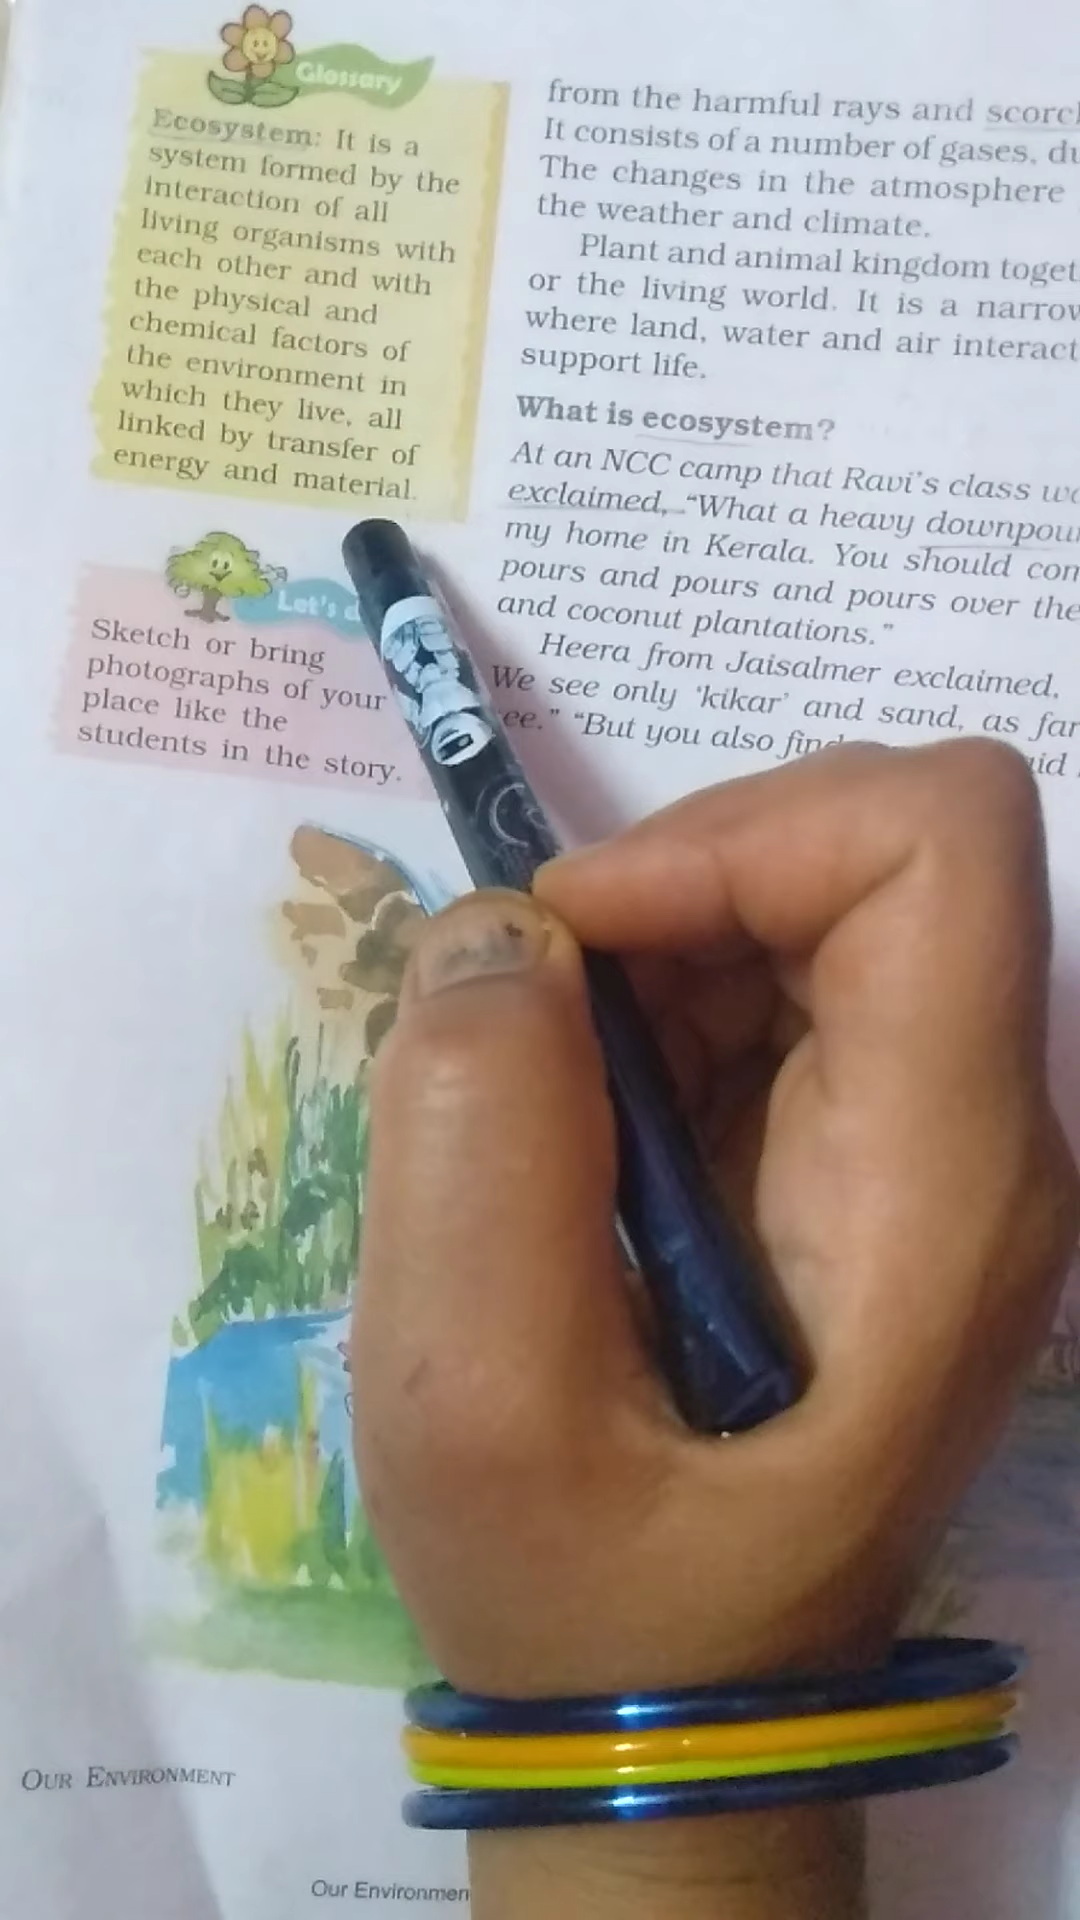 Glossary
Ecosystem: It is a
system formed by the
interaction of all
living organisms with
each other and with
the physical and
chemical factors of
the environment in
which they live, all
linked by transfer of
energy and material.
Let's
Sketch or bring
photographs of your
place like the
students in the story.
from the harmful rays and
It consists of a number of gases,
The changes in the atmosphere
the weather and climate.
Plant and animal kingdom
or the living world. It is a
where land, water and air interact
support life.
What is ecosystem?
At an NCC camp that Ravi's class
exclaimed, "What a heavy
my home in Kerala. You should
pours and pours and pours over the
and coconut plantations."
Heera from Jaisalmer exclaimed,
We see only 'kikar' and sand, as far
"But you also
OUR ENVIRONMENT
Our